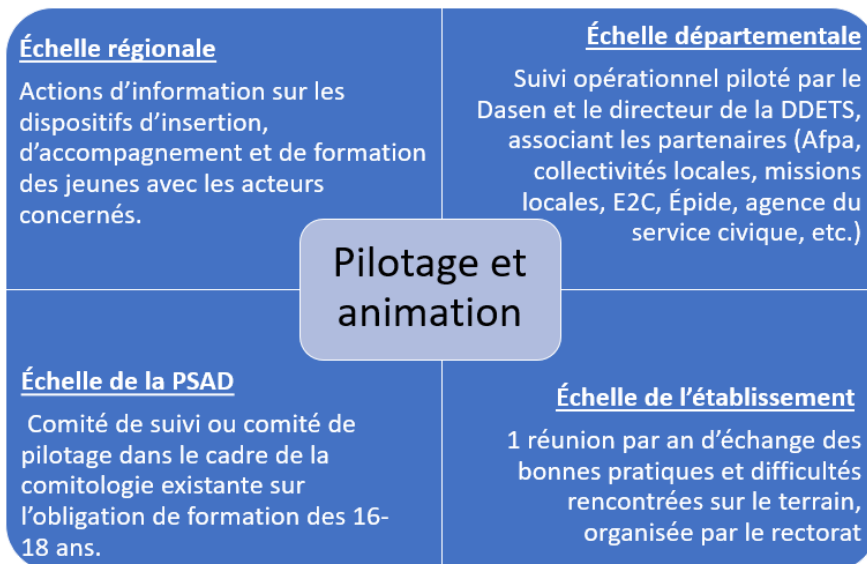 Échelle régionale
Actions d’information sur les
dispositifs d’insertion,
d’accompagnement et de formation
des jeunes avec les acteurs
concernés.
Échelle départementale
Suivi opérationnel piloté par le
Dasen et le directeur de la DDETS,
associant les partenaires (Afpa,
collectivités locales, missions
locales, E2C, Épide, agence du
service civique, etc.)
Pilotage et
animation
Échelle de la PSAD
Comité de suivi ou comité de
pilotage dans le cadre de la
comitologie existante sur
l’obligation de formation des 16-
18 ans.
Échelle de l’établissement
1 réunion par an d’échange des
bonnes pratiques et difficultés
rencontrées sur le terrain,
organisée par le rectorat